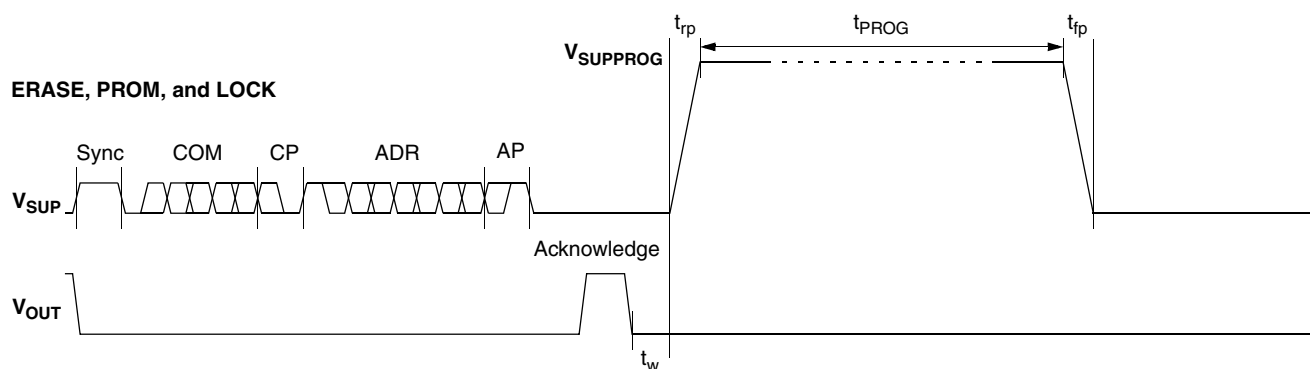 t_rp t_PROG t_fp
V_SUPPROG
ERASE, PROM, and LOCK
Sync COM CP ADR AP
V_SUP
Acknowledge
V_OUT
t_w